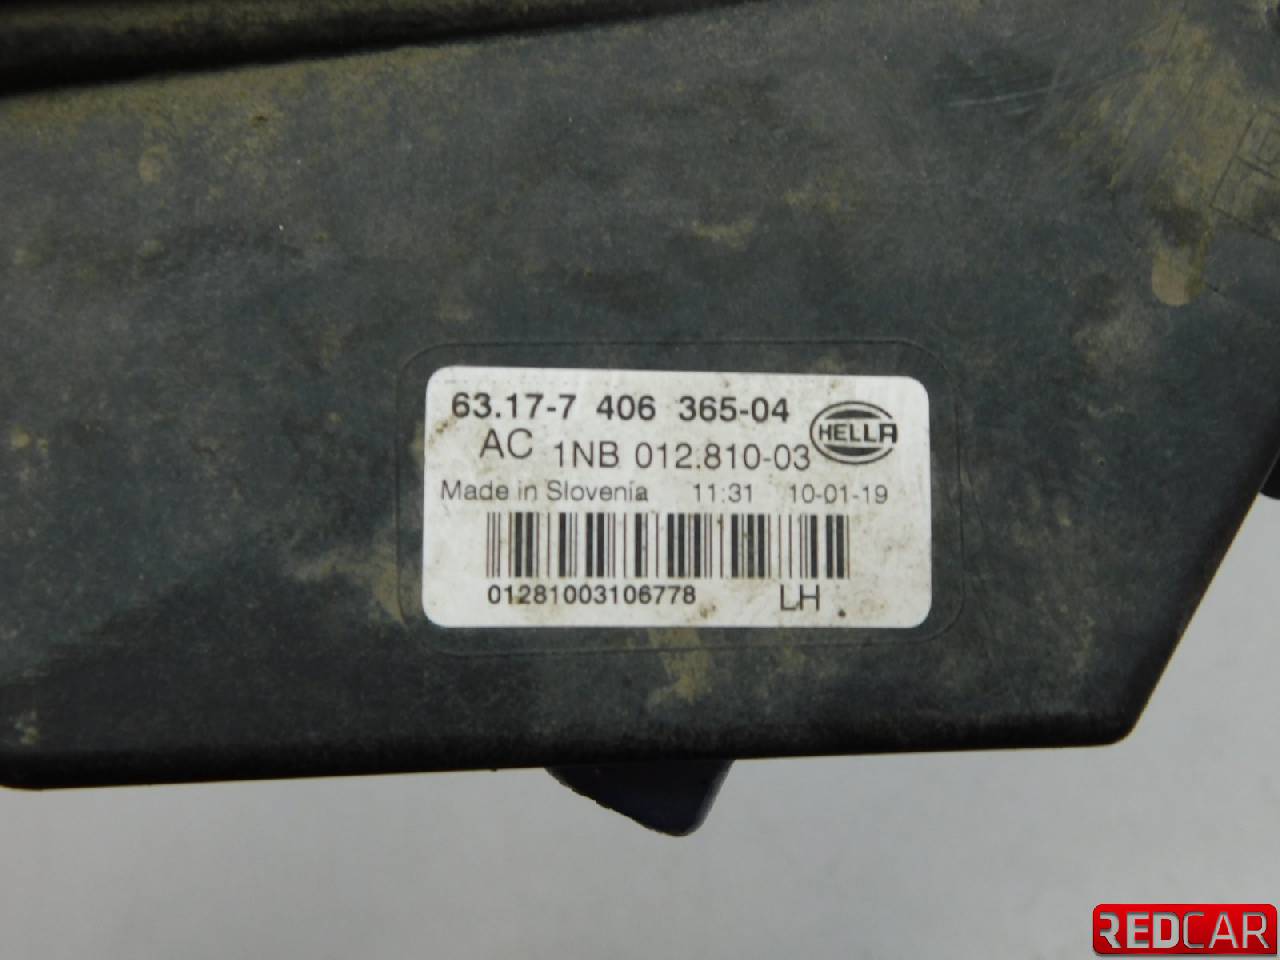 63.17-7 406 365-04
HELLA
AC 1NB 012.810-03
Made in Slovenia 11:31 10-01-19
01281003106778 LH
REDCAR